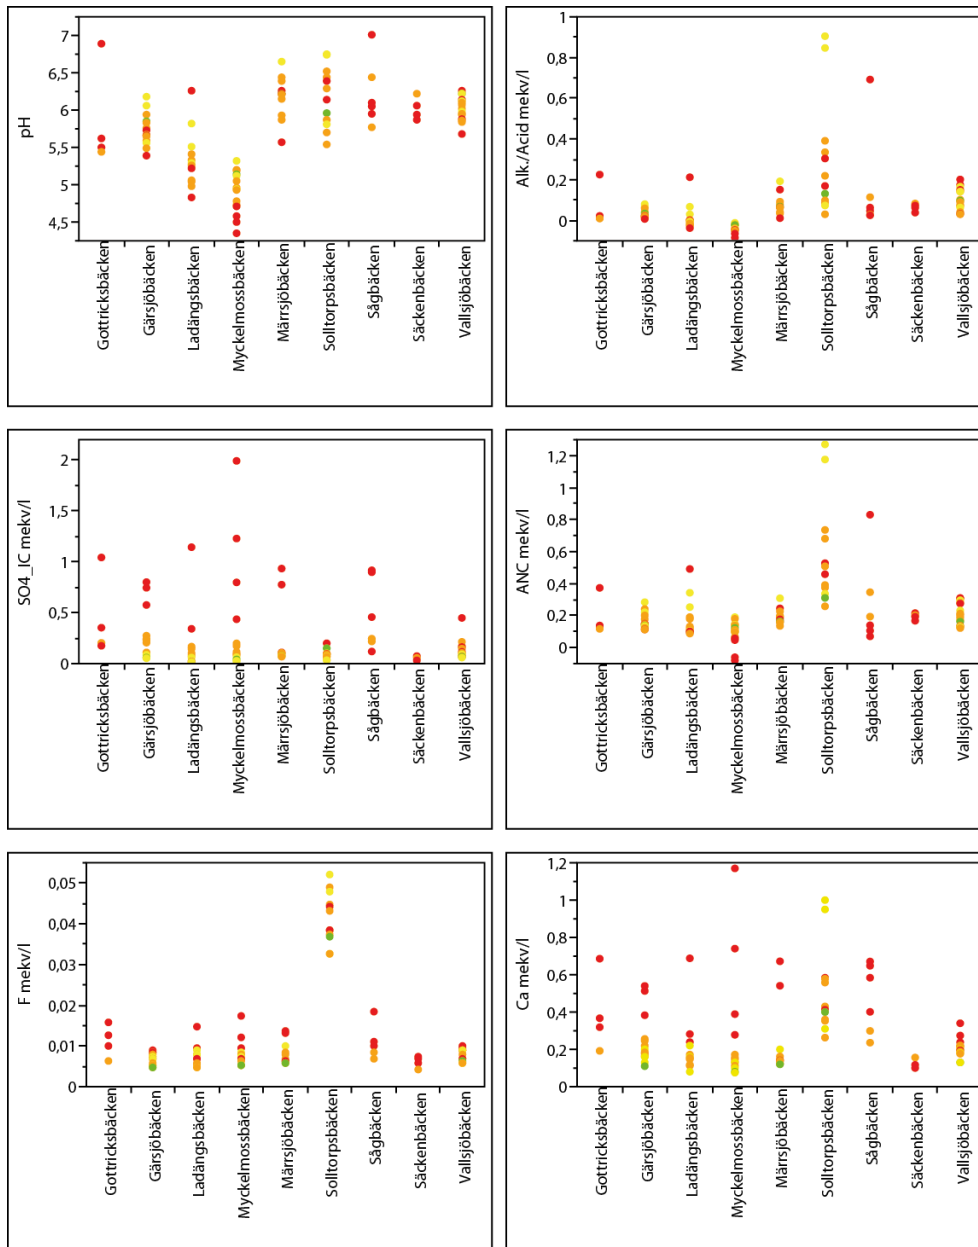 pH
7
6,5
6
5,5
5
4,5
Gottricksbäcken
Gärsjöbäcken
Ladängsbäcken
Myckelmossbäcken
Märrsjöbäcken
Solltorpsbäcken
Sågbäcken
Säckenbäcken
Vallsjöbäcken
Alk./Acid mekv/l
1
0,8
0,6
0,4
0,2
0
Gottricksbäcken
Gärsjöbäcken
Ladängsbäcken
Myckelmossbäcken
Märrsjöbäcken
Solltorpsbäcken
Sågbäcken
Säckenbäcken
Vallsjöbäcken
SO4_IC mekv/l
2
1,5
1
0,5
0
Gottricksbäcken
Gärsjöbäcken
Ladängsbäcken
Myckelmossbäcken
Märrsjöbäcken
Solltorpsbäcken
Sågbäcken
Säckenbäcken
Vallsjöbäcken
ANC mekv/l
1,2
1
0,8
0,6
0,4
0,2
0
Gottricksbäcken
Gärsjöbäcken
Ladängsbäcken
Myckelmossbäcken
Märrsjöbäcken
Solltorpsbäcken
Sågbäcken
Säckenbäcken
Vallsjöbäcken
F mekv/l
0,05
0,04
0,03
0,02
0,01
0
Gottricksbäcken
Gärsjöbäcken
Ladängsbäcken
Myckelmossbäcken
Märrsjöbäcken
Solltorpsbäcken
Sågbäcken
Säckenbäcken
Vallsjöbäcken
Ca mekv/l
1,2
1
0,8
0,6
0,4
0,2
0
Gottricksbäcken
Gärsjöbäcken
Ladängsbäcken
Myckelmossbäcken
Märrsjöbäcken
Solltorpsbäcken
Sågbäcken
Säckenbäcken
Vallsjöbäcken